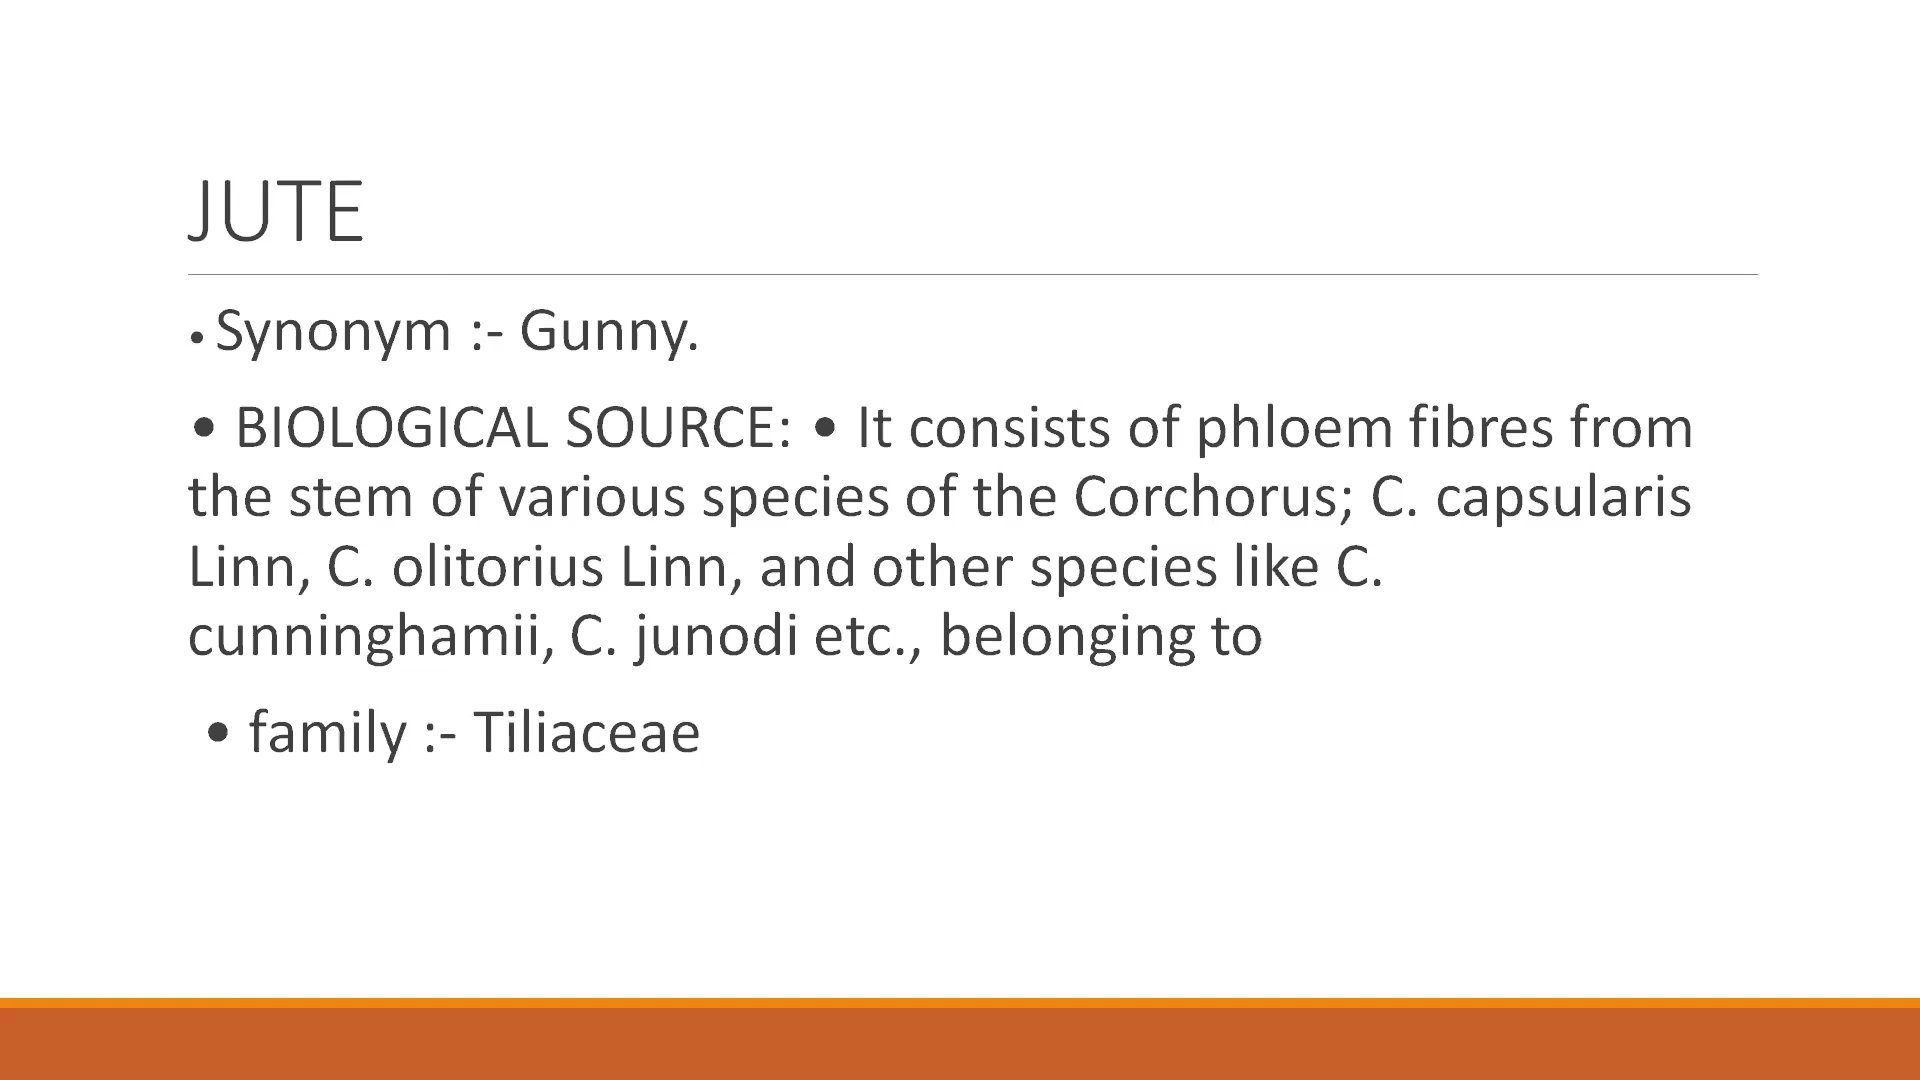 JUTE
• Synonym :- Gunny.
• BIOLOGICAL SOURCE: • It consists of phloem fibres from
the stem of various species of the Corchorus; C. capsularis
Linn, C. olitorius Linn, and other species like C.
cunninghamii, C. junodi etc., belonging to
• family :- Tiliaceae